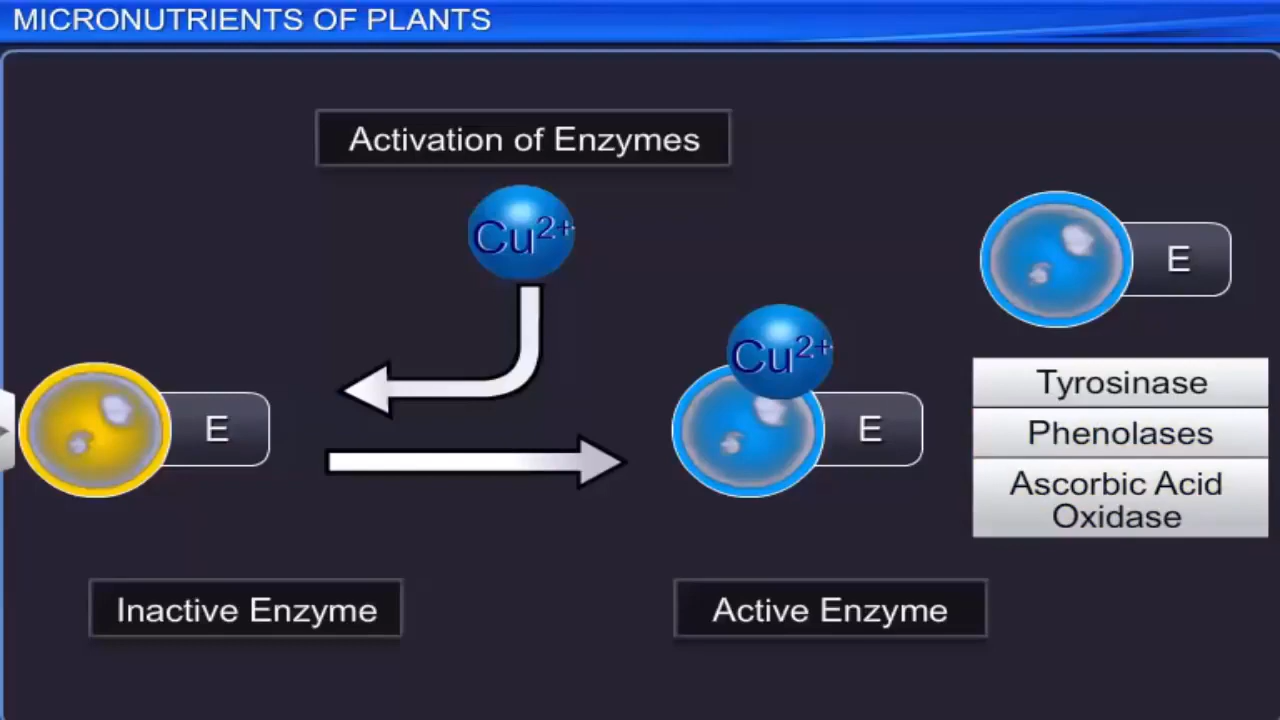 MICRONUTRIENTS OF PLANTS
Activation of Enzymes
Cu²⁺
E
Cu²⁺
E
E
Tyrosinase
Phenolases
Ascorbic Acid
Oxidase
Inactive Enzyme
Active Enzyme